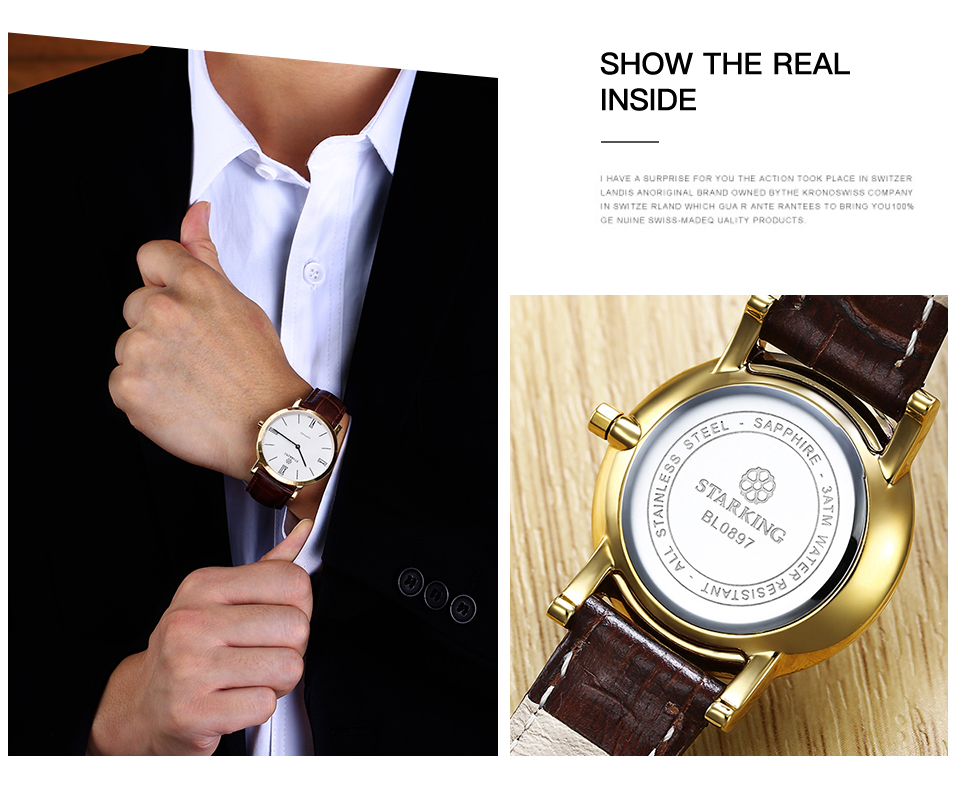 SHOW THE REAL
INSIDE
I HAVE A SURPRISE FOR YOU THE ACTION TOOK PLACE IN SWITZER
LANDIS ANORIGINAL BRAND OWNED BYTHE KRONOSWISS COMPANY
IN SWITZE RLAND WHICH GUA R ANTE RANTEES TO BRING YOU100%
GE NUINE SWISS-MADEQ UALITY PRODUCTS.
ALL STAINLESS STEEL - SAPPHIRE - 3ATM WATER RESISTANT -
STARKING
BL0897